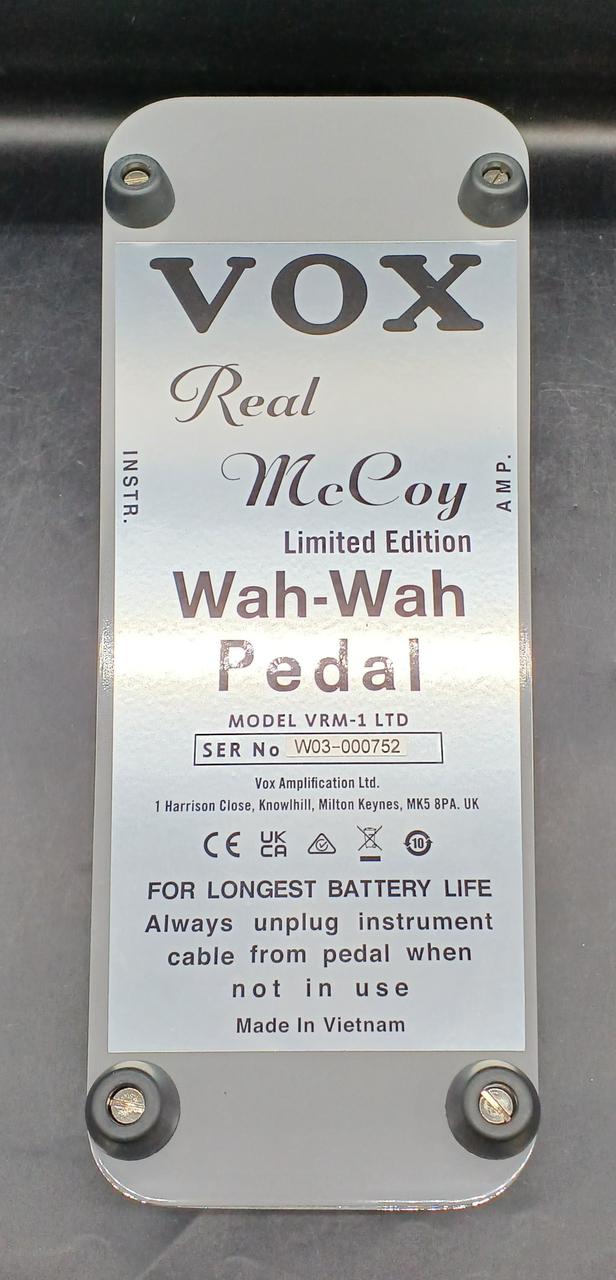 VOX
Real
McCoy
INSTR.
AMP.
Limited Edition
Wah-Wah
Pedal
MODEL VRM-1 LTD
SER No W03-000752
Vox Amplification Ltd.
1 Harrison Close, Knowlhill, Milton Keynes, MK5 8PA. UK
CE UK CA 10
FOR LONGEST BATTERY LIFE
Always unplug instrument
cable from pedal when
not in use
Made In Vietnam